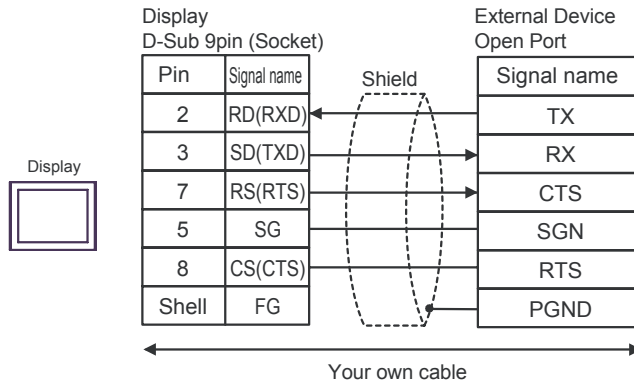 Display
D-Sub 9pin (Socket)
External Device
Open Port
Pin Signal name Shield Signal name
2 RD(RXD) TX
3 SD(TXD) RX
Display
7 RS(RTS) CTS
5 SG SGN
8 CS(CTS) RTS
Shell FG PGND
Your own cable